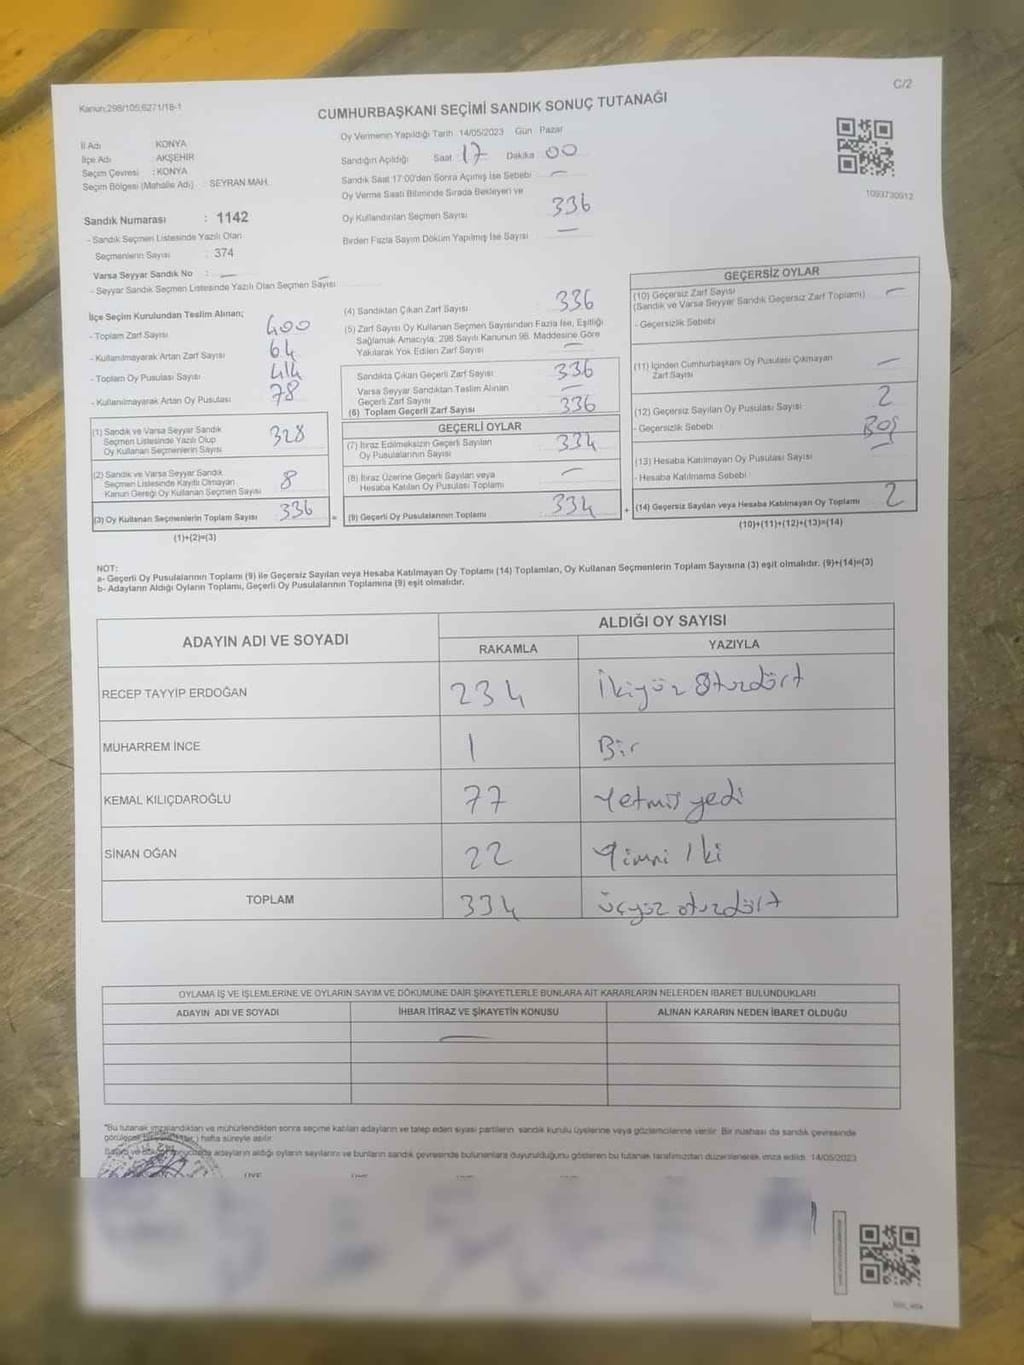 C/2
Kanun:298/105,6271/18-1
CUMHURBAŞKANI SEÇİMİ SANDIK SONUÇ TUTANAĞI
İl Adı : KONYA
İlçe Adı : AKŞEHİR
Seçim Çevresi : KONYA
Seçim Bölgesi (Mahalle Adı) : SEYRAN MAH.
Sandık Numarası : 1142
- Sandık Seçmen Listesinde Yazılı Olan
Seçmenlerin Sayısı : 374
Varsa Seyyar Sandık No : —
- Seyyar Sandık Seçmen Listesinde Yazılı Olan Seçmen Sayısı —
Oy Vermenin Yapıldığı Tarih 14/05/2023 Gün Pazar
Sandığın Açıldığı Saat : 17 Dakika 00
Sandık Saat 17:00'den Sonra Açımış İse Sebebi —
Oy Verme Saati Bitiminde Sırada Bekleyen ve
Oy Kullandırılan Seçmen Sayısı 336
Birden Fazla Sayım Döküm Yapılmış İse Sayısı —
1093730912
İlçe Seçim Kurulundan Teslim Alınan;
- Toplam Zarf Sayısı 400
- Kullanılmayarak Artan Zarf Sayısı 64
- Toplam Oy Pusulası Sayısı 414
- Kullanılmayarak Artan Oy Pusulası 78
(1) Sandık ve Varsa Seyyar Sandık
Seçmen Listesinde Yazılı Olup
Oy Kullanan Seçmenlerin Sayısı 328
(2) Sandık ve Varsa Seyyar Sandık
Seçmen Listesinde Kayıtlı Olmayan
Kanun Gereği Oy Kullanan Seçmen Sayısı 8
(3) Oy Kullanan Seçmenlerin Toplam Sayısı 336 =
(1)+(2)=(3)
(4) Sandıktan Çıkan Zarf Sayısı 336
(5) Zarf Sayısı Oy Kullanan Seçmen Sayısından Fazla İse, Eşitliği
Sağlamak Amacıyla; 298 Sayılı Kanunun 98. Maddesine Göre
Yakılarak Yok Edilen Zarf Sayısı —
Sandıkta Çıkan Geçerli Zarf Sayısı 336
Varsa Seyyar Sandıktan Teslim Alınan
Geçerli Zarf Sayısı —
(6) Toplam Geçerli Zarf Sayısı 336
GEÇERLİ OYLAR
(7) İtiraz Edilmeksizin Geçerli Sayılan
Oy Pusulalarının Sayısı 334
(8) İtiraz Üzerine Geçerli Sayılan veya
Hesaba Katılan Oy Pusulası Toplamı —
(9) Geçerli Oy Pusulalarının Toplamı 334 +
GEÇERSİZ OYLAR
(10) Geçersiz Zarf Sayısı
(Sandık ve Varsa Seyyar Sandık Geçersiz Zarf Toplamı) —
- Geçersizlik Sebebi
(11) İçinden Cumhurbaşkanı Oy Pusulası Çıkmayan
Zarf Sayısı —
(12) Geçersiz Sayılan Oy Pusulası Sayısı 2
- Geçersizlik Sebebi Boş
(13) Hesaba Katılmayan Oy Pusulası Sayısı —
- Hesaba Katılmama Sebebi
(14) Geçersiz Sayılan veya Hesaba Katılmayan Oy Toplamı 2
(10)+(11)+(12)+(13)=(14)
NOT:
a- Geçerli Oy Pusulalarının Toplamı (9) ile Geçersiz Sayılan veya Hesaba Katılmayan Oy Toplamı (14) Toplamları, Oy Kullanan Seçmenlerin Toplam Sayısına (3) eşit olmalıdır. (9)+(14)=(3)
b- Adayların Aldığı Oyların Toplamı, Geçerli Oy Pusulalarının Toplamına (9) eşit olmalıdır.
ADAYIN ADI VE SOYADI
ALDIĞI OY SAYISI
RAKAMLA YAZIYLA
RECEP TAYYİP ERDOĞAN 234 İkiyüz Oturdört
MUHARREM İNCE 1 Bir
KEMAL KILIÇDAROĞLU 77 Yetmiş yedi
SİNAN OĞAN 22 Yirmi İki
TOPLAM 334 üçyüz oturdört
OYLAMA İŞ VE İŞLEMLERİNE VE OYLARIN SAYIM VE DÖKÜMÜNE DAİR ŞİKAYETLERLE BUNLARA AİT KARARLARIN NELERDEN İBARET BULUNDUKLARI
ADAYIN ADI VE SOYADI İHBAR İTİRAZ VE ŞİKAYETİN KONUSU ALINAN KARARIN NEDEN İBARET OLDUĞU
—
"Bu tutanak imzalandıktan ve mühürlendikten sonra seçime katılan adayların ve talep eden siyasi partilerin sandık kurulu üyelerine veya gözlemcilerine verilir. Bir nüshası da sandık çevresinde
hafta süreyle asılır.
adayların aldığı oyların sayılarını ve bunların sandık çevresinde bulunanlara duyurulduğunu gösteren bu tutanak tarafımızdan düzenlenerek imza edildi. 14/05/2023